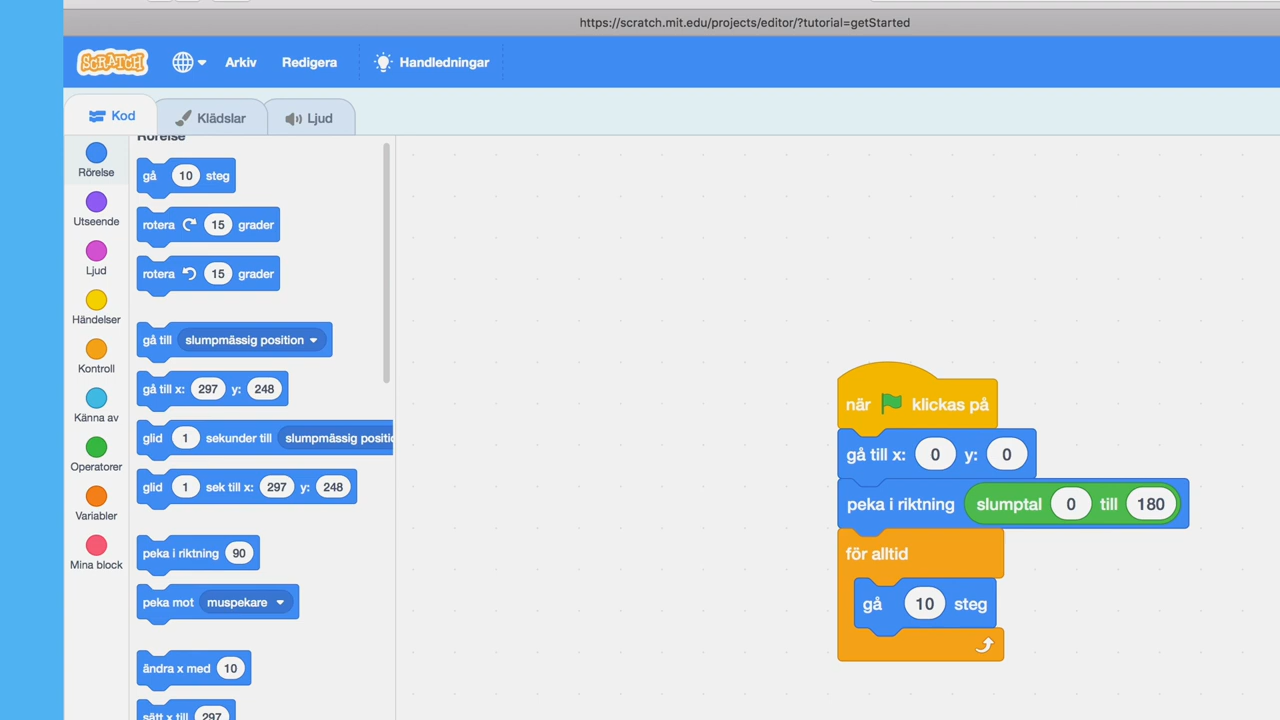 https://scratch.mit.edu/projects/editor/?tutorial=getStarted
SCRATCH Arkiv Redigera Handledningar
Kod Klädslar Ljud
Rörelse
Utseende
Ljud
Händelser
Kontroll
Känna av
Operatorer
Variabler
Mina block
Rörelse
gå 10 steg
rotera 15 grader
rotera 15 grader
gå till slumpmässig position
gå till x: 297 y: 248
glid 1 sekunder till slumpmässig positio
glid 1 sek till x: 297 y: 248
peka i riktning 90
peka mot muspekare
ändra x med 10
sätt x till 297
när klickas på
gå till x: 0 y: 0
peka i riktning slumptal 0 till 180
för alltid
gå 10 steg